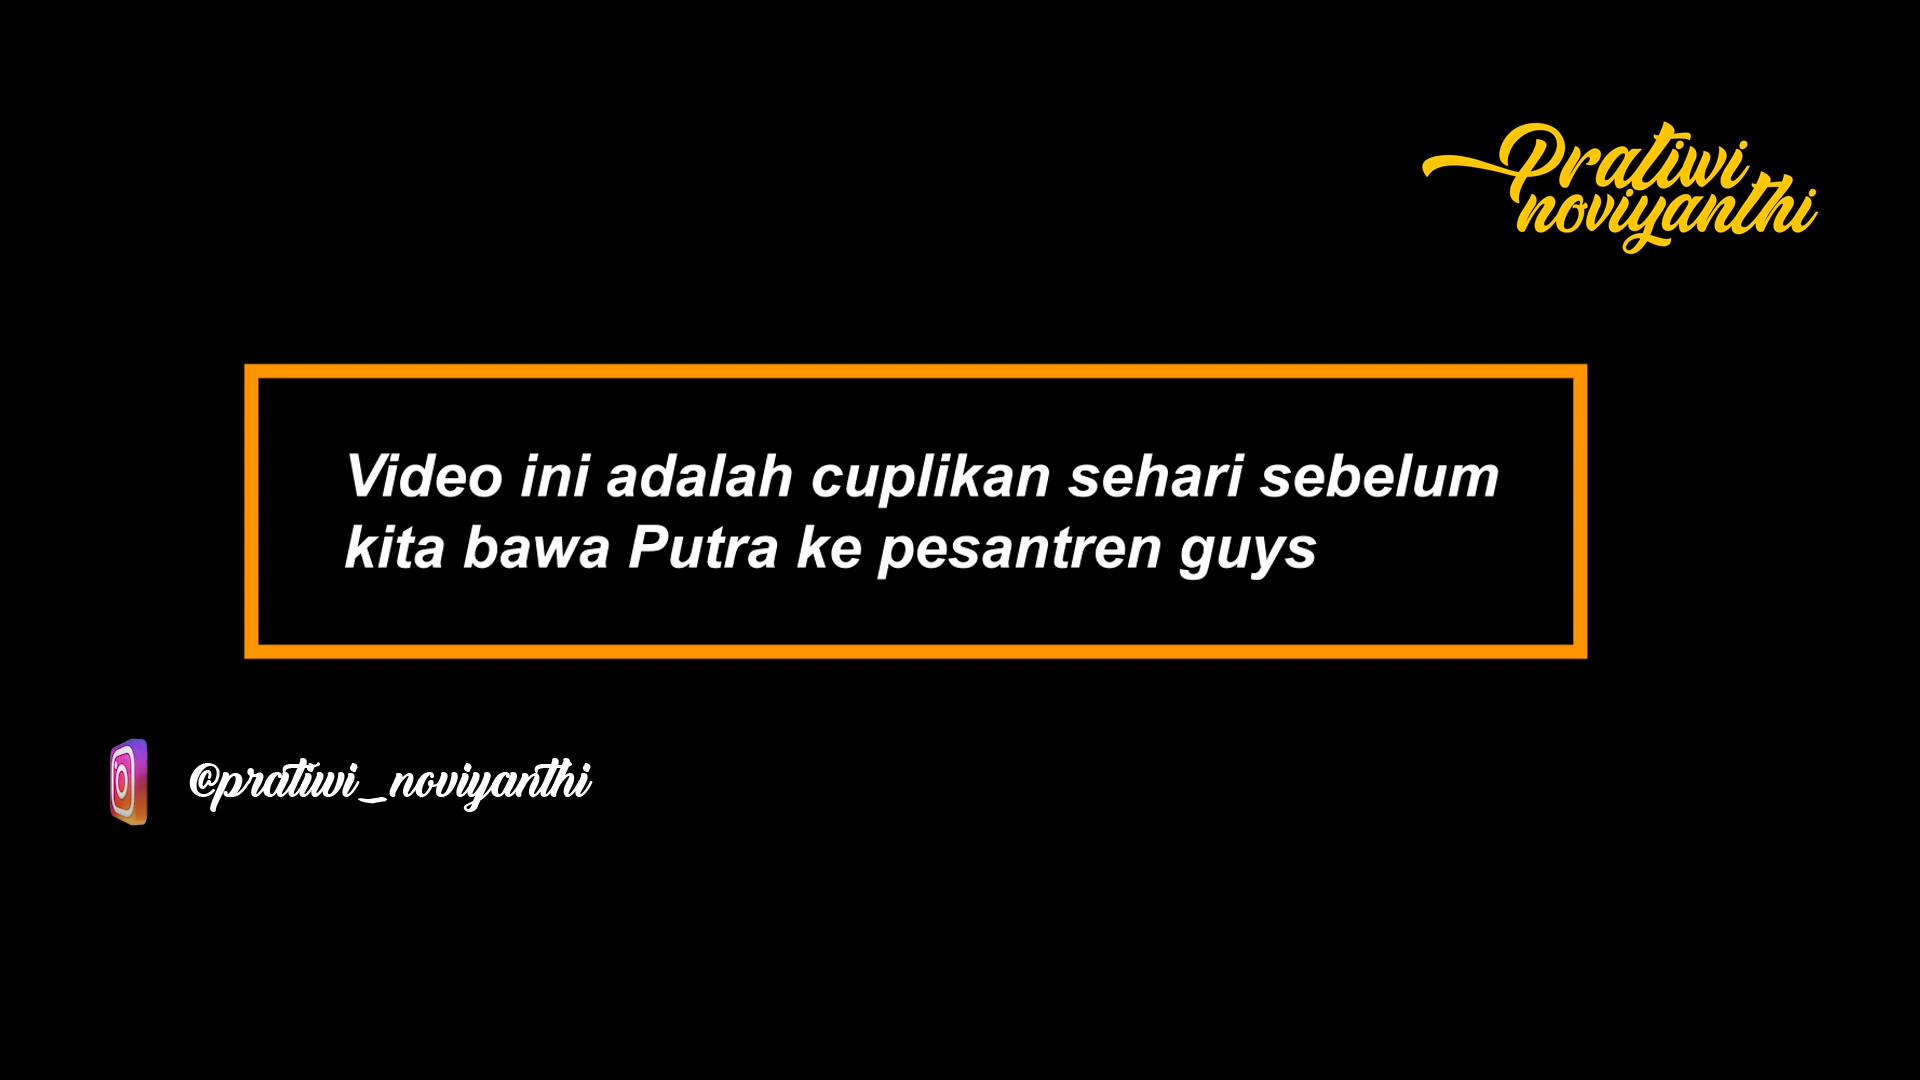 Pratiwi
noviyanthi
Video ini adalah cuplikan sehari sebelum
kita bawa Putra ke pesantren guys
@pratiwi_noviyanthi